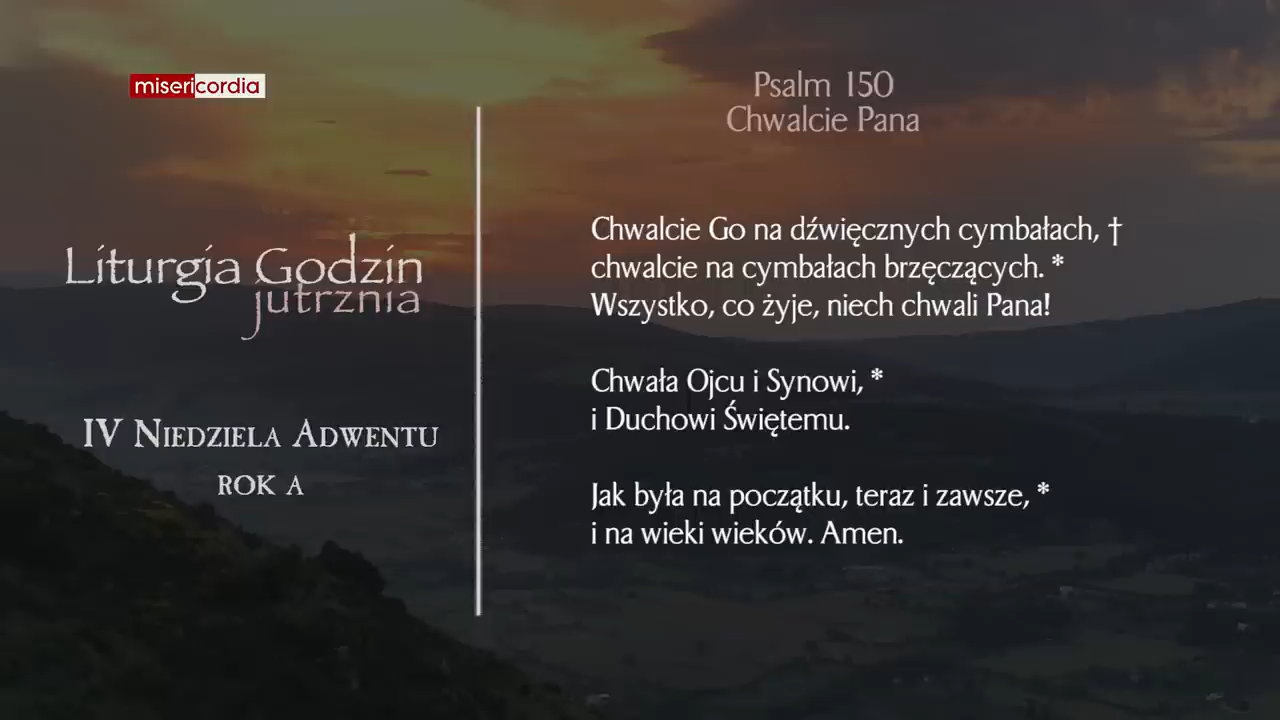 misericordia
Liturgia Godzin
jutrznia
IV Niedziela Adwentu
rok A
Psalm 150
Chwalcie Pana
Chwalcie Go na dźwięcznych cymbałach, †
chwalcie na cymbałach brzęczących. *
Wszystko, co żyje, niech chwali Pana!
Chwała Ojcu i Synowi, *
i Duchowi Świętemu.
Jak była na początku, teraz i zawsze, *
i na wieki wieków. Amen.